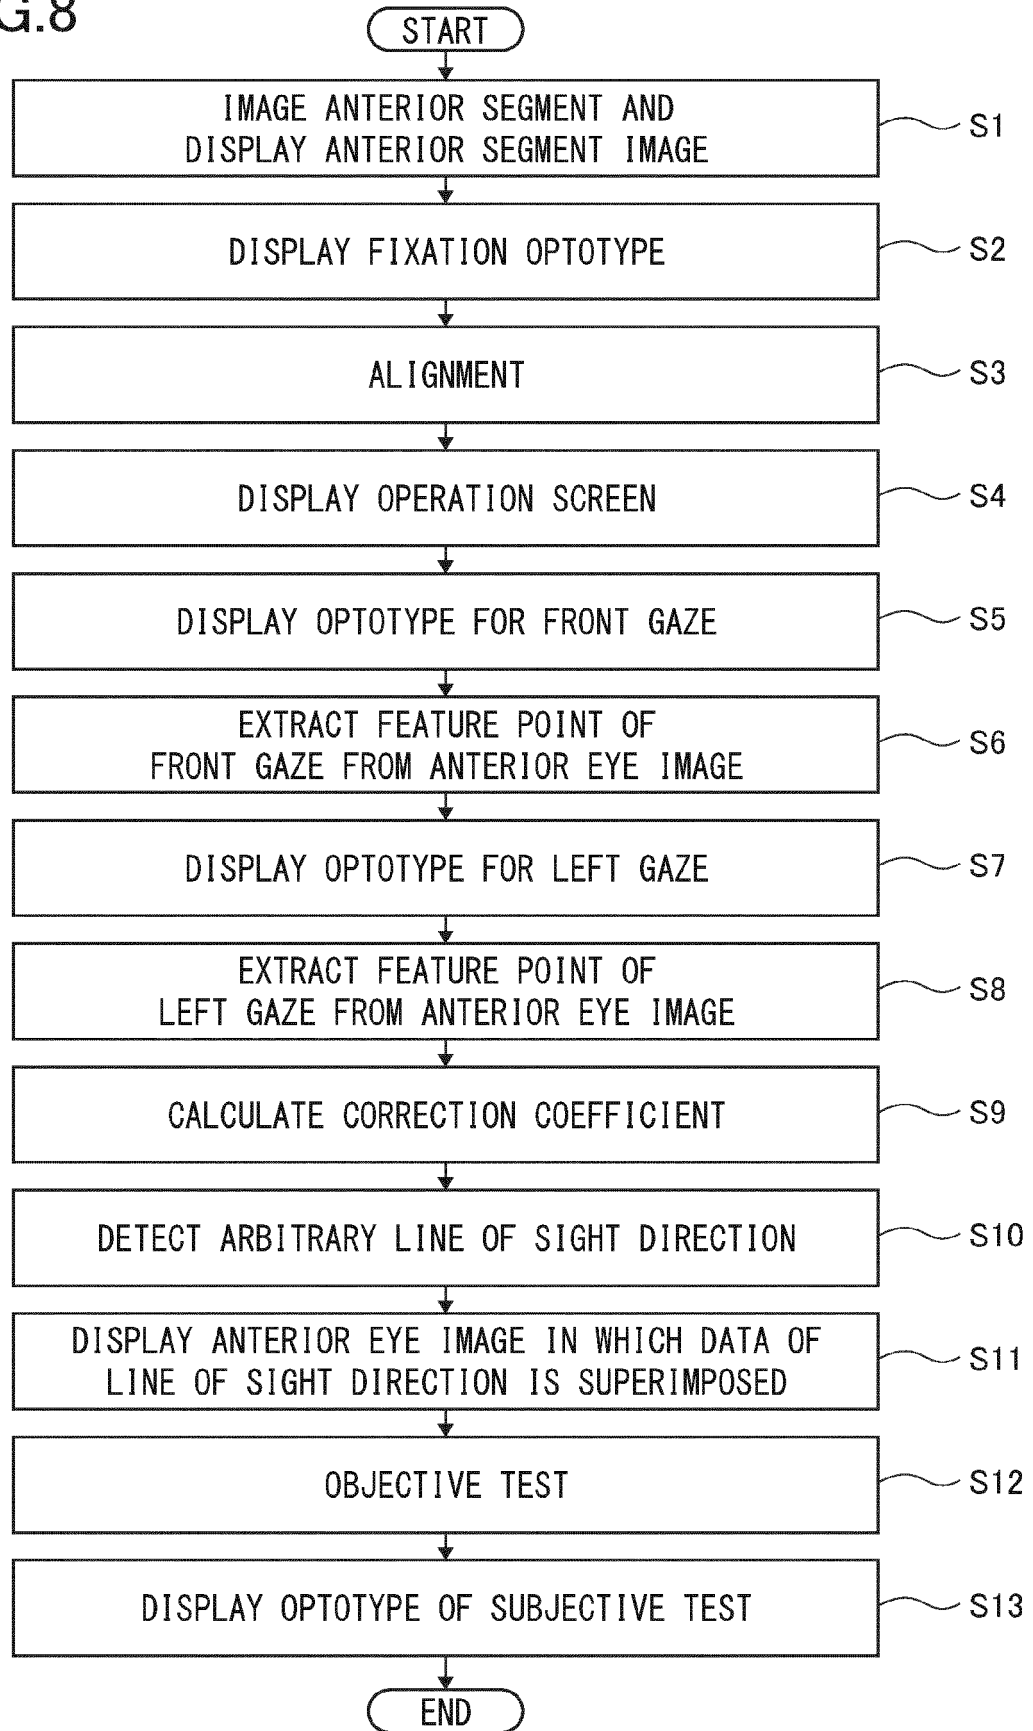 G.8
START
IMAGE ANTERIOR SEGMENT AND
DISPLAY ANTERIOR SEGMENT IMAGE
S1
DISPLAY FIXATION OPTOTYPE
S2
ALIGNMENT
S3
DISPLAY OPERATION SCREEN
S4
DISPLAY OPTOTYPE FOR FRONT GAZE
S5
EXTRACT FEATURE POINT OF
FRONT GAZE FROM ANTERIOR EYE IMAGE
S6
DISPLAY OPTOTYPE FOR LEFT GAZE
S7
EXTRACT FEATURE POINT OF
LEFT GAZE FROM ANTERIOR EYE IMAGE
S8
CALCULATE CORRECTION COEFFICIENT
S9
DETECT ARBITRARY LINE OF SIGHT DIRECTION
S10
DISPLAY ANTERIOR EYE IMAGE IN WHICH DATA OF
LINE OF SIGHT DIRECTION IS SUPERIMPOSED
S11
OBJECTIVE TEST
S12
DISPLAY OPTOTYPE OF SUBJECTIVE TEST
S13
END